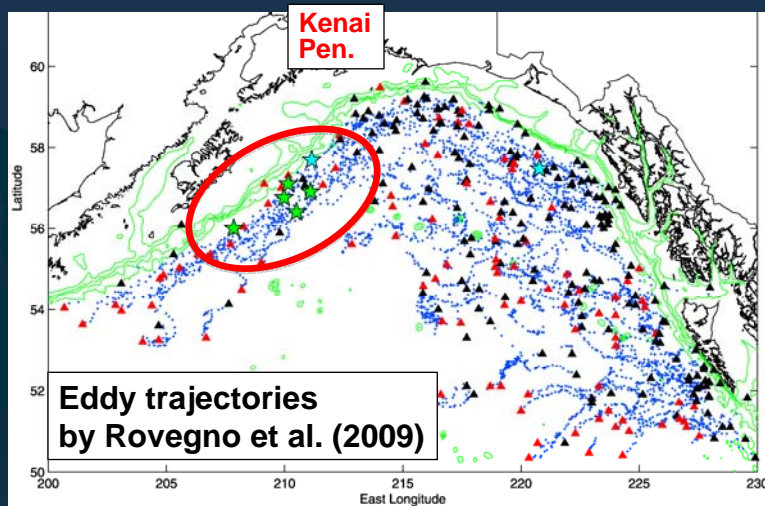 Kenai
Pen.
60
58
56
54
52
50
Latitude
Eddy trajectories
by Rovegno et al. (2009)
200
205
210
215
220
225
230
East Longitude